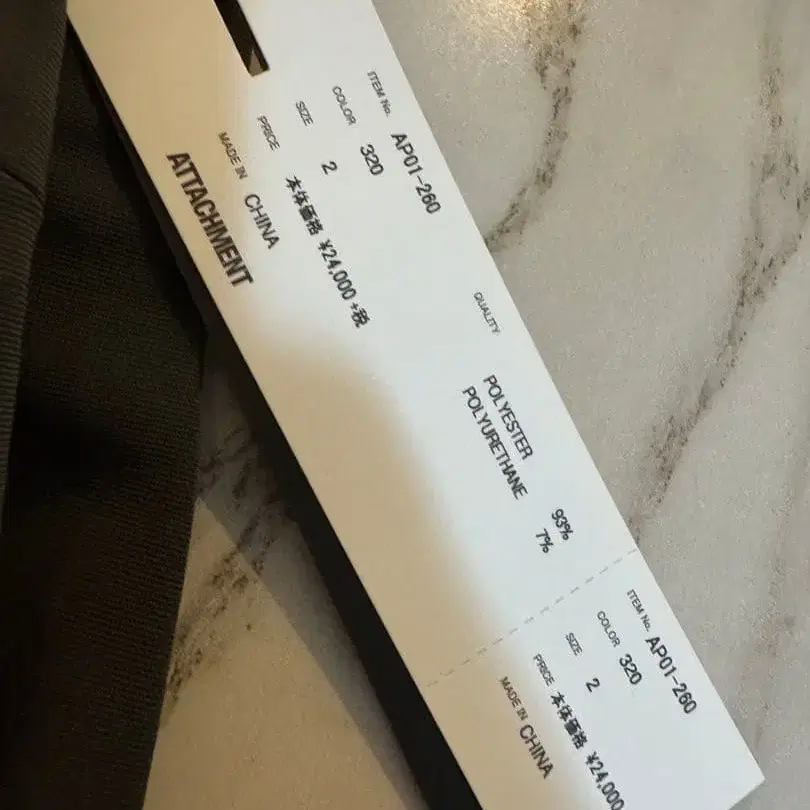 ITEM No. AP01-260
COLOR 320
SIZE 2
PRICE 本体価格 ¥24,000+税
MADE IN CHINA
ATTACHMENT
QUALITY
POLYESTER 93%
POLYURETHANE 7%
ITEM No. AP01-260
COLOR 320
SIZE 2
PRICE 本体価格 ¥24,000
MADE IN CHINA